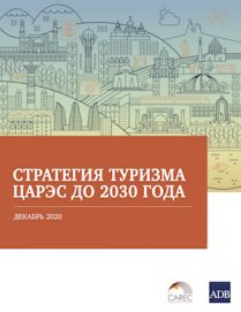 СТРАТЕГИЯ ТУРИЗМА
ЦАРЭС ДО 2030 ГОДА
ДЕКАБРЬ 2020
CAREC
ADB